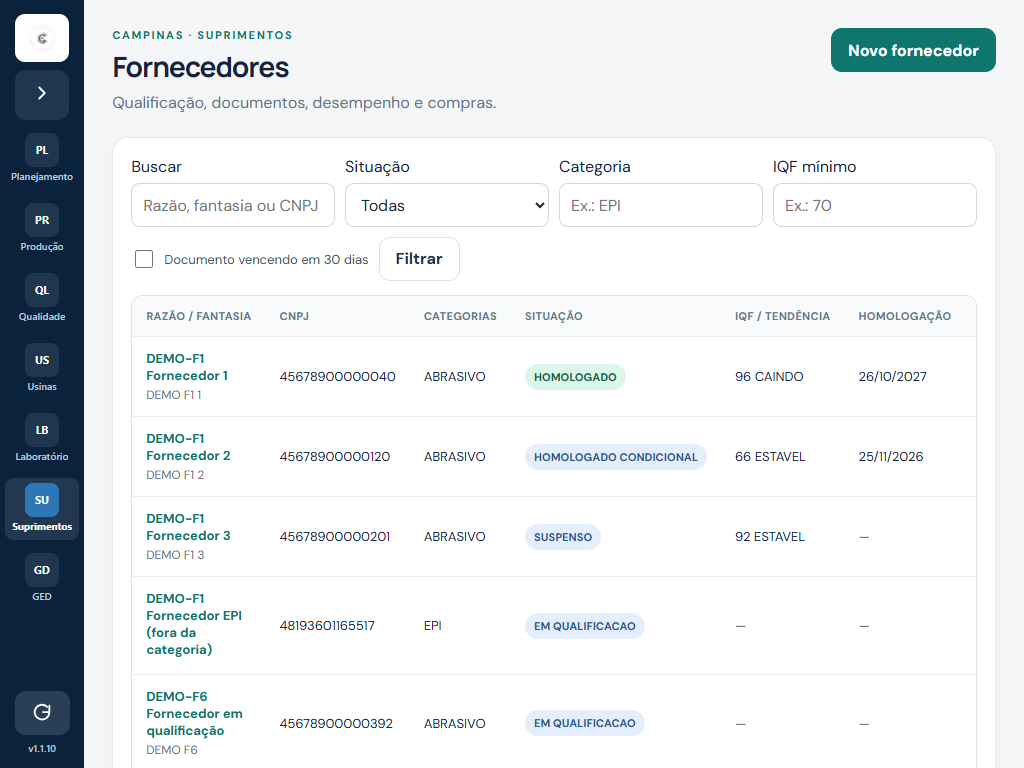 CAMPINAS · SUPRIMENTOS
Fornecedores
Qualificação, documentos, desempenho e compras.
Novo fornecedor
PL
Planejamento
PR
Produção
QL
Qualidade
US
Usinas
LB
Laboratório
SU
Suprimentos
GD
GED
v1.1.10
Buscar
Situação
Categoria
IQF mínimo
Razão, fantasia ou CNPJ
Todas
Ex.: EPI
Ex.: 70
Documento vencendo em 30 dias
Filtrar
RAZÃO / FANTASIA CNPJ CATEGORIAS SITUAÇÃO IQF / TENDÊNCIA HOMOLOGAÇÃO
DEMO-F1
Fornecedor 1
DEMO F1 1
45678900000040 ABRASIVO HOMOLOGADO 96 CAINDO 26/10/2027
DEMO-F1
Fornecedor 2
DEMO F1 2
45678900000120 ABRASIVO HOMOLOGADO CONDICIONAL 66 ESTAVEL 25/11/2026
DEMO-F1
Fornecedor 3
DEMO F1 3
45678900000201 ABRASIVO SUSPENSO 92 ESTAVEL —
DEMO-F1
Fornecedor EPI
(fora da
categoria)
48193601165517 EPI EM QUALIFICACAO — —
DEMO-F6
Fornecedor em
qualificação
DEMO F6
45678900000392 ABRASIVO EM QUALIFICACAO — —